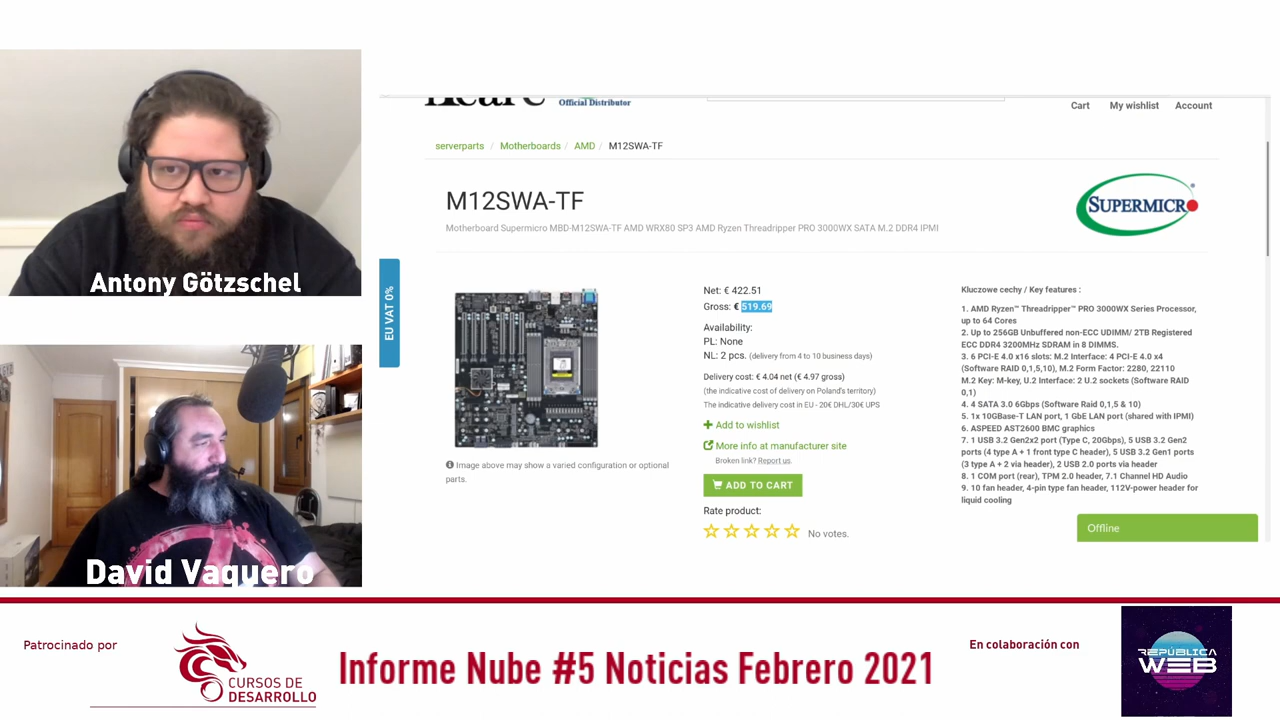 Antony Götzschel
David Vaquero
Official Distributor
Cart My wishlist Account
serverparts / Motherboards / AMD / M12SWA-TF
M12SWA-TF
Motherboard Supermicro MBD-M12SWA-TF AMD WRX80 SP3 AMD Ryzen Threadripper PRO 3000WX SATA M.2 DDR4 IPMI
SUPERMICRO
EU VAT 0%
Image above may show a varied configuration or optional
parts.
Net: € 422.51
Gross: € 519.69
Availability:
PL: None
NL: 2 pcs. (delivery from 4 to 10 business days)
Delivery cost: € 4.04 net (€ 4.97 gross)
(the indicative cost of delivery on Poland's territory)
The indicative delivery cost in EU - 20€ DHL/30€ UPS
Add to wishlist
More info at manufacturer site
Broken link? Report us.
ADD TO CART
Rate product:
No votes.
Kluczowe cechy / Key features :
1. AMD Ryzen™ Threadripper™ PRO 3000WX Series Processor,
up to 64 Cores
2. Up to 256GB Unbuffered non-ECC UDIMM/ 2TB Registered
ECC DDR4 3200MHz SDRAM in 8 DIMMS.
3. 6 PCI-E 4.0 x16 slots: M.2 Interface: 4 PCI-E 4.0 x4
(Software RAID 0,1,5,10), M.2 Form Factor: 2280, 22110
M.2 Key: M-key, U.2 Interface: 2 U.2 sockets (Software RAID
0,1)
4. 4 SATA 3.0 6Gbps (Software Raid 0,1,5 & 10)
5. 1x 10GBase-T LAN port, 1 GbE LAN port (shared with IPMI)
6. ASPEED AST2600 BMC graphics
7. 1 USB 3.2 Gen2x2 port (Type C, 20Gbps), 5 USB 3.2 Gen2
ports (4 type A + 1 front type C header), 5 USB 3.2 Gen1 ports
(3 type A + 2 via header), 2 USB 2.0 ports via header
8. 1 COM port (rear), TPM 2.0 header, 7.1 Channel HD Audio
9. 10 fan header, 4-pin type fan header, 112V-power header for
liquid cooling
Offline
Patrocinado por
CURSOS DE
DESARROLLO
Informe Nube #5 Noticias Febrero 2021
En colaboración con
REPÚBLICA
WEB